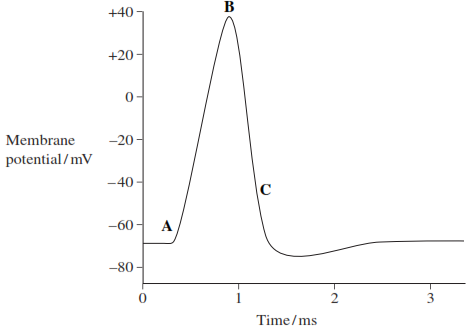 B
+40
+20
0
Membrane
potential/mV
−20
−40
C
A
−60
−80
0
1
2
3
Time/ms